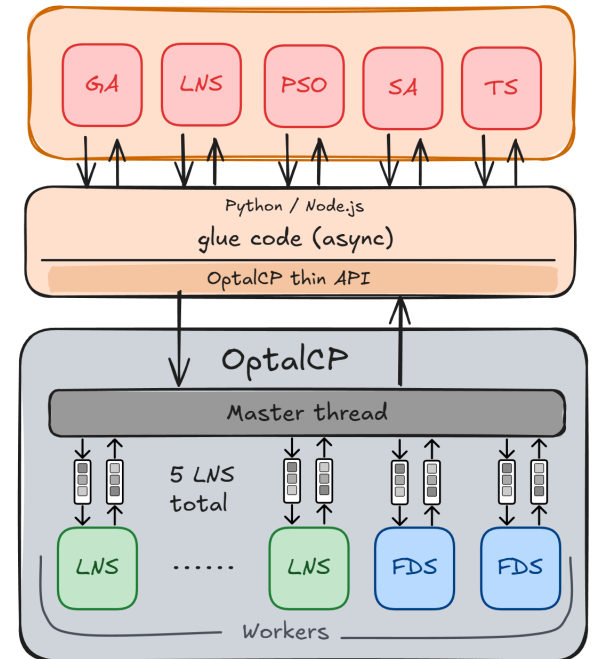 GA
LNS
PSO
SA
TS
Python / Node.js
glue code (async)
OptalCP thin API
OptalCP
Master thread
5 LNS
total
LNS
......
LNS
FDS
FDS
Workers